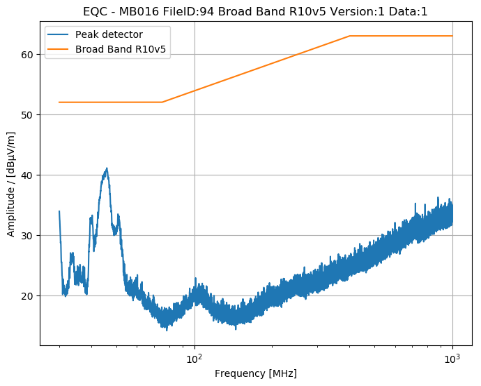 EQC - MB016 FileID:94 Broad Band R10v5 Version:1 Data:1
Peak detector
Broad Band R10v5
Amplitude / [dBμV/m]
60
50
40
30
20
10²
10³
Frequency [MHz]